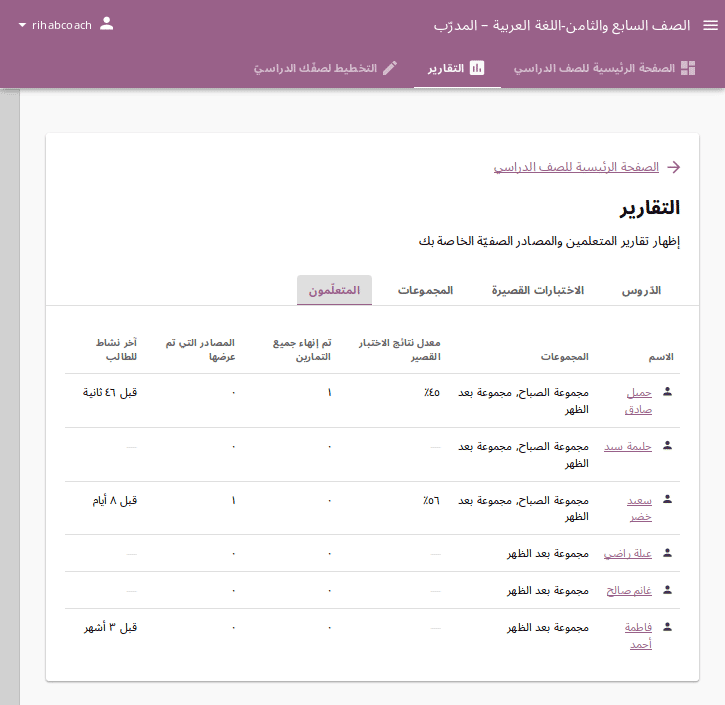 الصف السابع والثامن-اللغة العربية – المدرّب
rihabcoach
الصفحة الرئيسية للصف الدراسي
التقارير
التخطيط لصفّك الدراسيّ
الصفحة الرئيسية للصف الدراسي
التقارير
إظهار تقارير المتعلمين والمصادر الصفيّة الخاصة بك
الدّروس
الاختبارات القصيرة
المجموعات
المتعلّمون
الاسم
المجموعات
معدل نتائج الاختبار
القصير
تم إنهاء جميع
التمارين
المصادر التي تم
عرضها
آخر نشاط
للطالب
جميل
صادق
مجموعة الصباح, مجموعة بعد
الظهر
٤٥٪
١
٠
قبل ٤٦ ثانية
حليمة سيد
مجموعة الصباح, مجموعة بعد
الظهر
—
٠
٠
—
سعيد
خضر
مجموعة الصباح, مجموعة بعد
الظهر
٥٦٪
٠
١
قبل ٨ أيام
عبلة راضي
مجموعة بعد الظهر
—
٠
٠
—
غانم صالح
مجموعة بعد الظهر
—
٠
٠
—
فاطمة
أحمد
مجموعة بعد الظهر
—
٠
٠
قبل ٣ أشهر